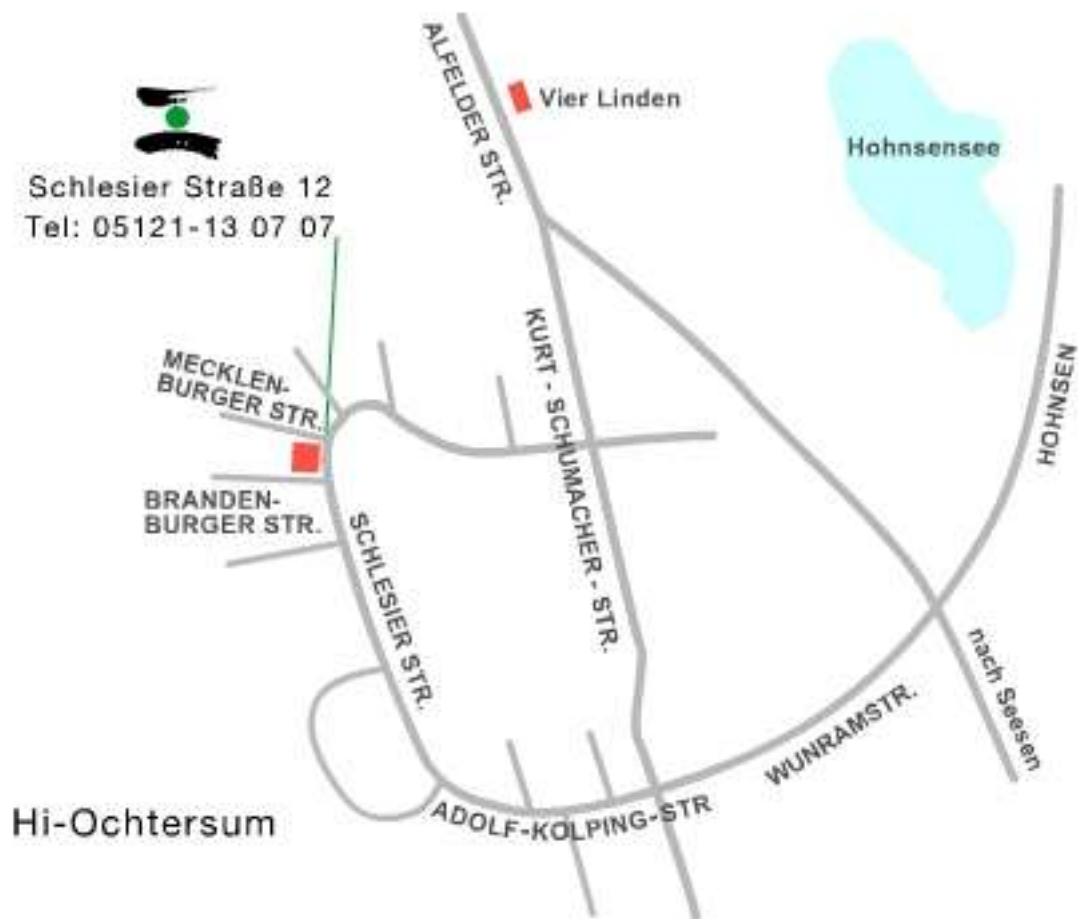 ALFELDER STR.
Vier Linden
Hohnsensee
Schlesier Straße 12
Tel: 05121-13 07 07
KURT - SCHUMACHER - STR.
MECKLEN-
BURGER STR.
HOHNSEN
BRANDEN-
BURGER STR.
SCHLESIER STR.
nach Seesen
WUNRAMSTR.
ADOLF-KOLPING-STR
Hi-Ochtersum